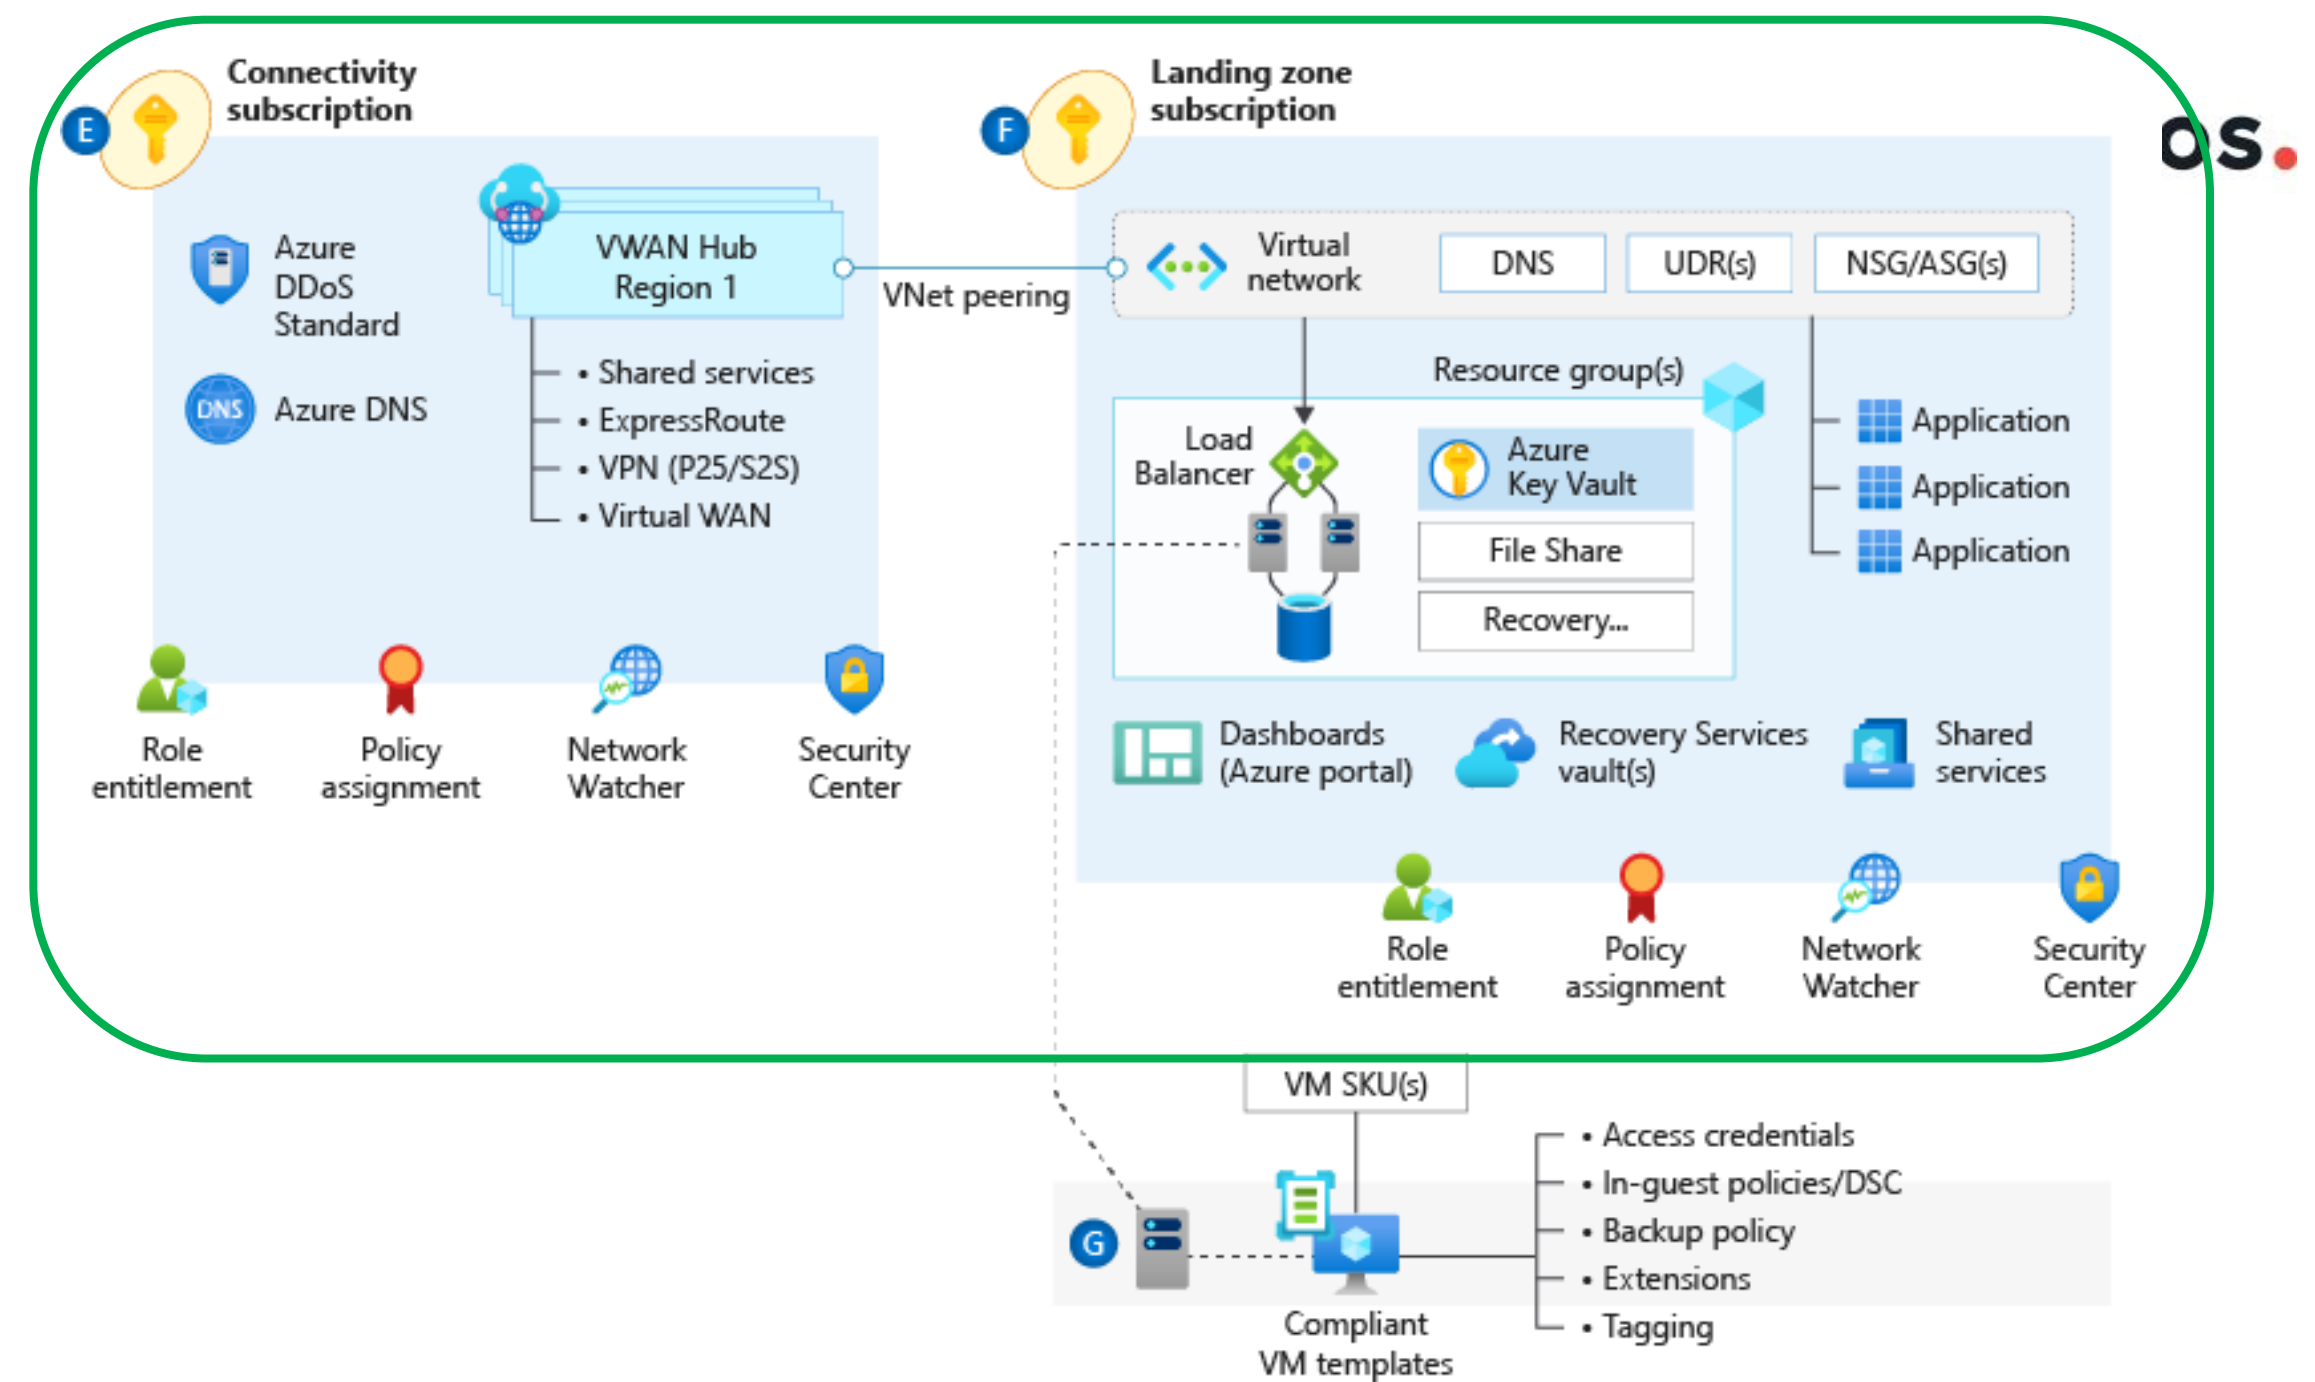 Connectivity
subscription
E
Azure
DDoS
Standard
DNS
Azure DNS
VWAN Hub
Region 1
• Shared services
• ExpressRoute
• VPN (P25/S2S)
• Virtual WAN
VNet peering
Role
entitlement
Policy
assignment
Network
Watcher
Security
Center
Landing zone
subscription
F
os.
Virtual
network
DNS
UDR(s)
NSG/ASG(s)
Resource group(s)
Load
Balancer
Azure
Key Vault
File Share
Recovery...
Application
Application
Application
Dashboards
(Azure portal)
Recovery Services
vault(s)
Shared
services
Role
entitlement
Policy
assignment
Network
Watcher
Security
Center
VM SKU(s)
G
Compliant
VM templates
• Access credentials
• In-guest policies/DSC
• Backup policy
• Extensions
• Tagging